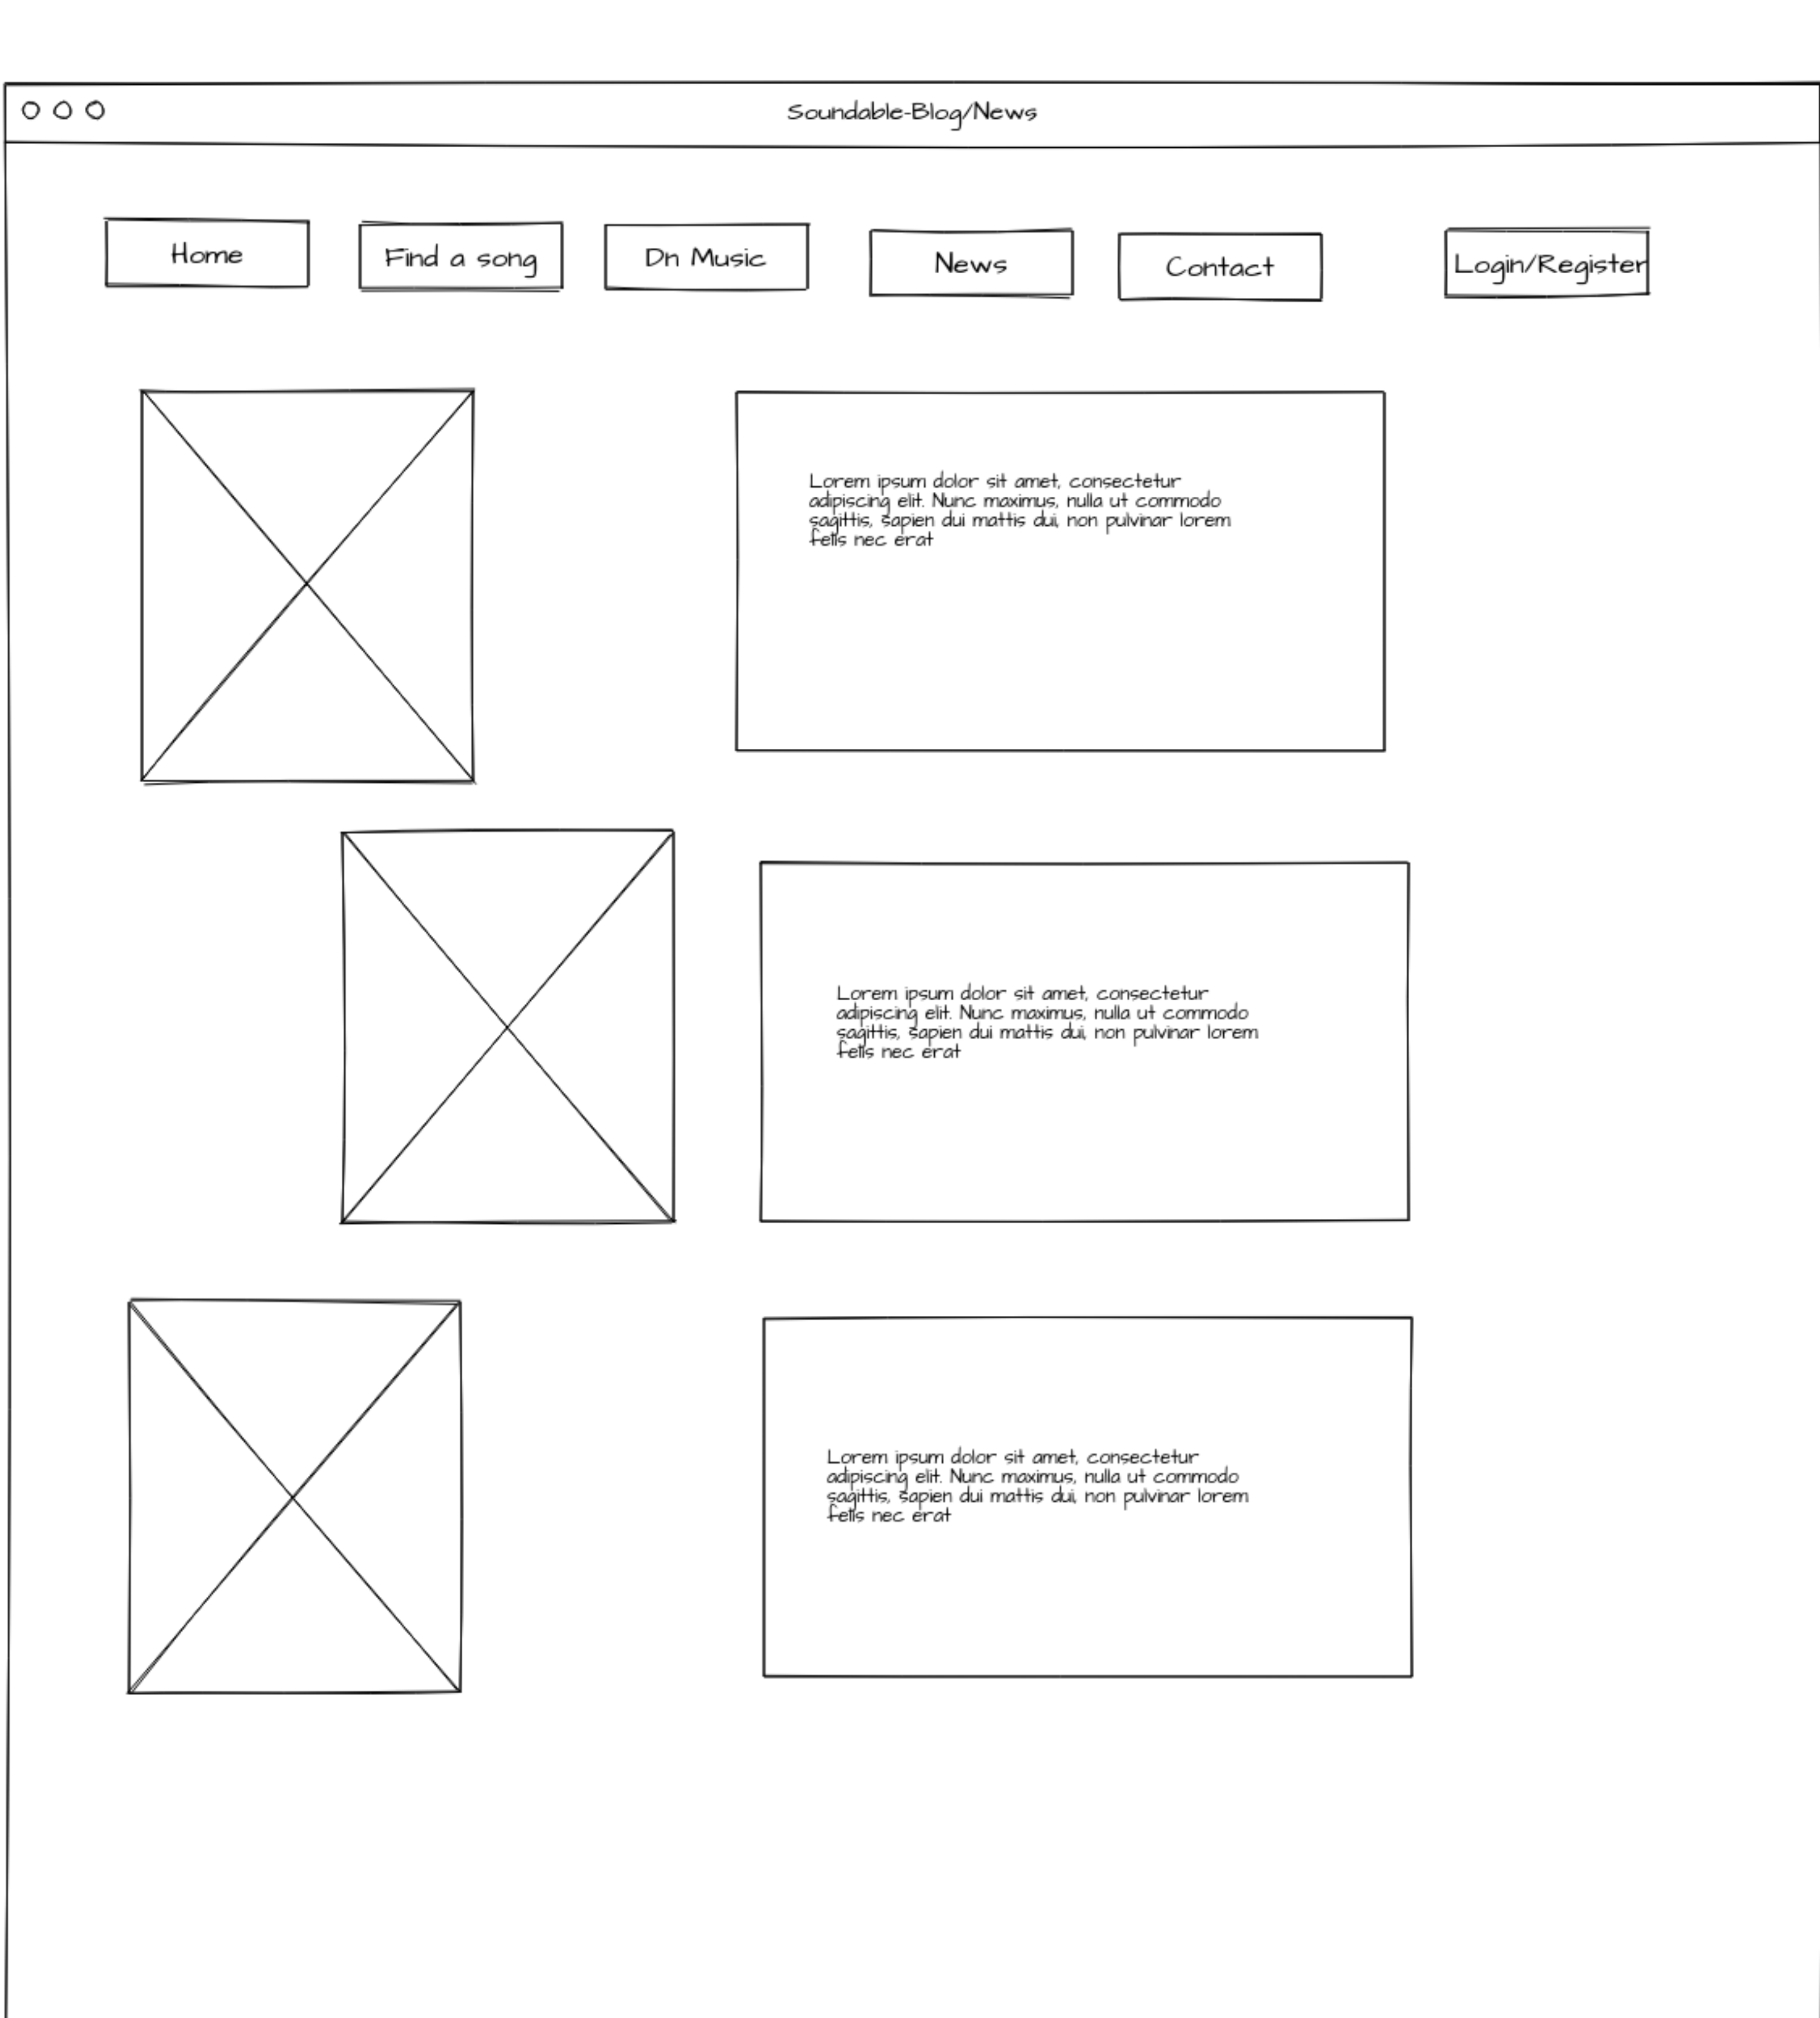 Soundable-Blog/News
Home
Find a song
Dn Music
News
Contact
Login/Register
Lorem ipsum dolor sit amet, consectetur
adipiscing elit. Nunc maximus, nulla ut commodo
sagittis, sapien dui mattis dui, non pulvinar lorem
felis nec erat
Lorem ipsum dolor sit amet, consectetur
adipiscing elit. Nunc maximus, nulla ut commodo
sagittis, sapien dui mattis dui, non pulvinar lorem
felis nec erat
Lorem ipsum dolor sit amet, consectetur
adipiscing elit. Nunc maximus, nulla ut commodo
sagittis, sapien dui mattis dui, non pulvinar lorem
felis nec erat